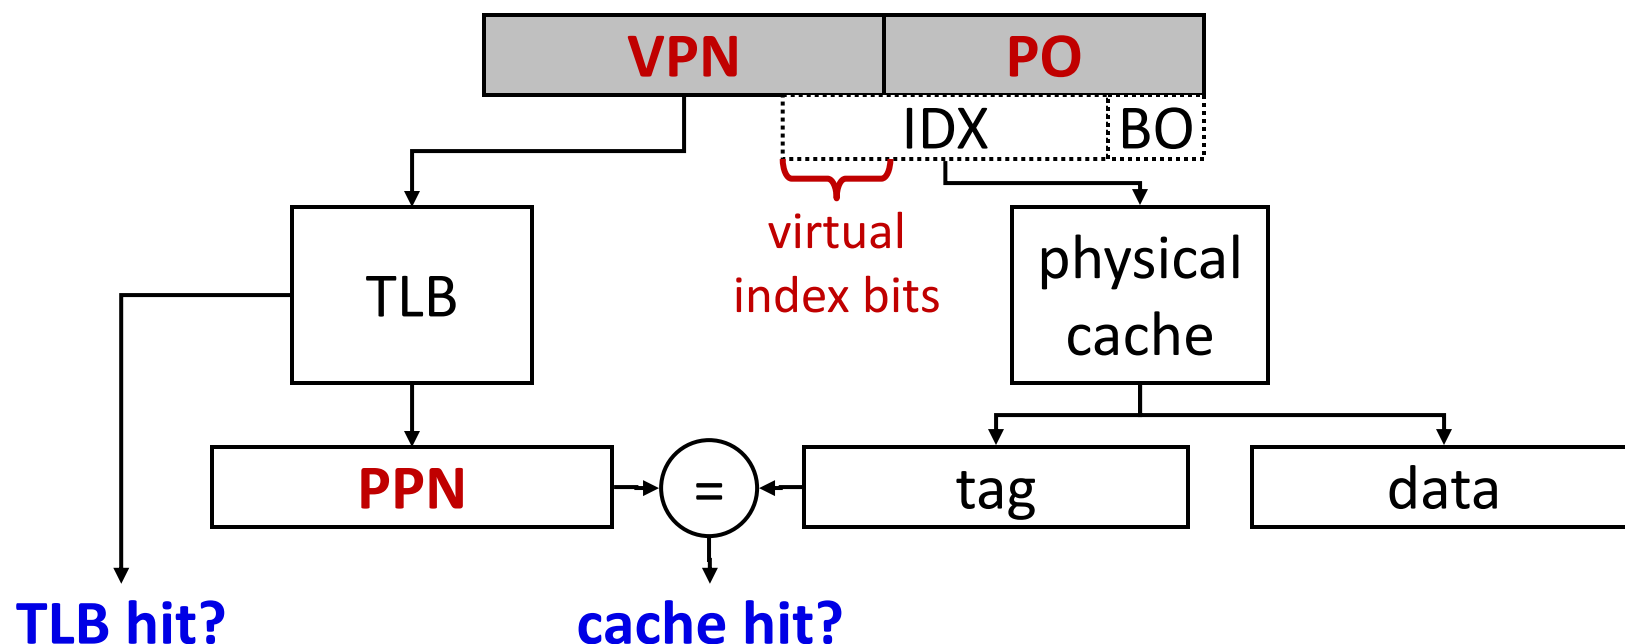 VPN PO
IDX BO
virtual
index bits
TLB
physical
cache
PPN = tag data
TLB hit? cache hit?